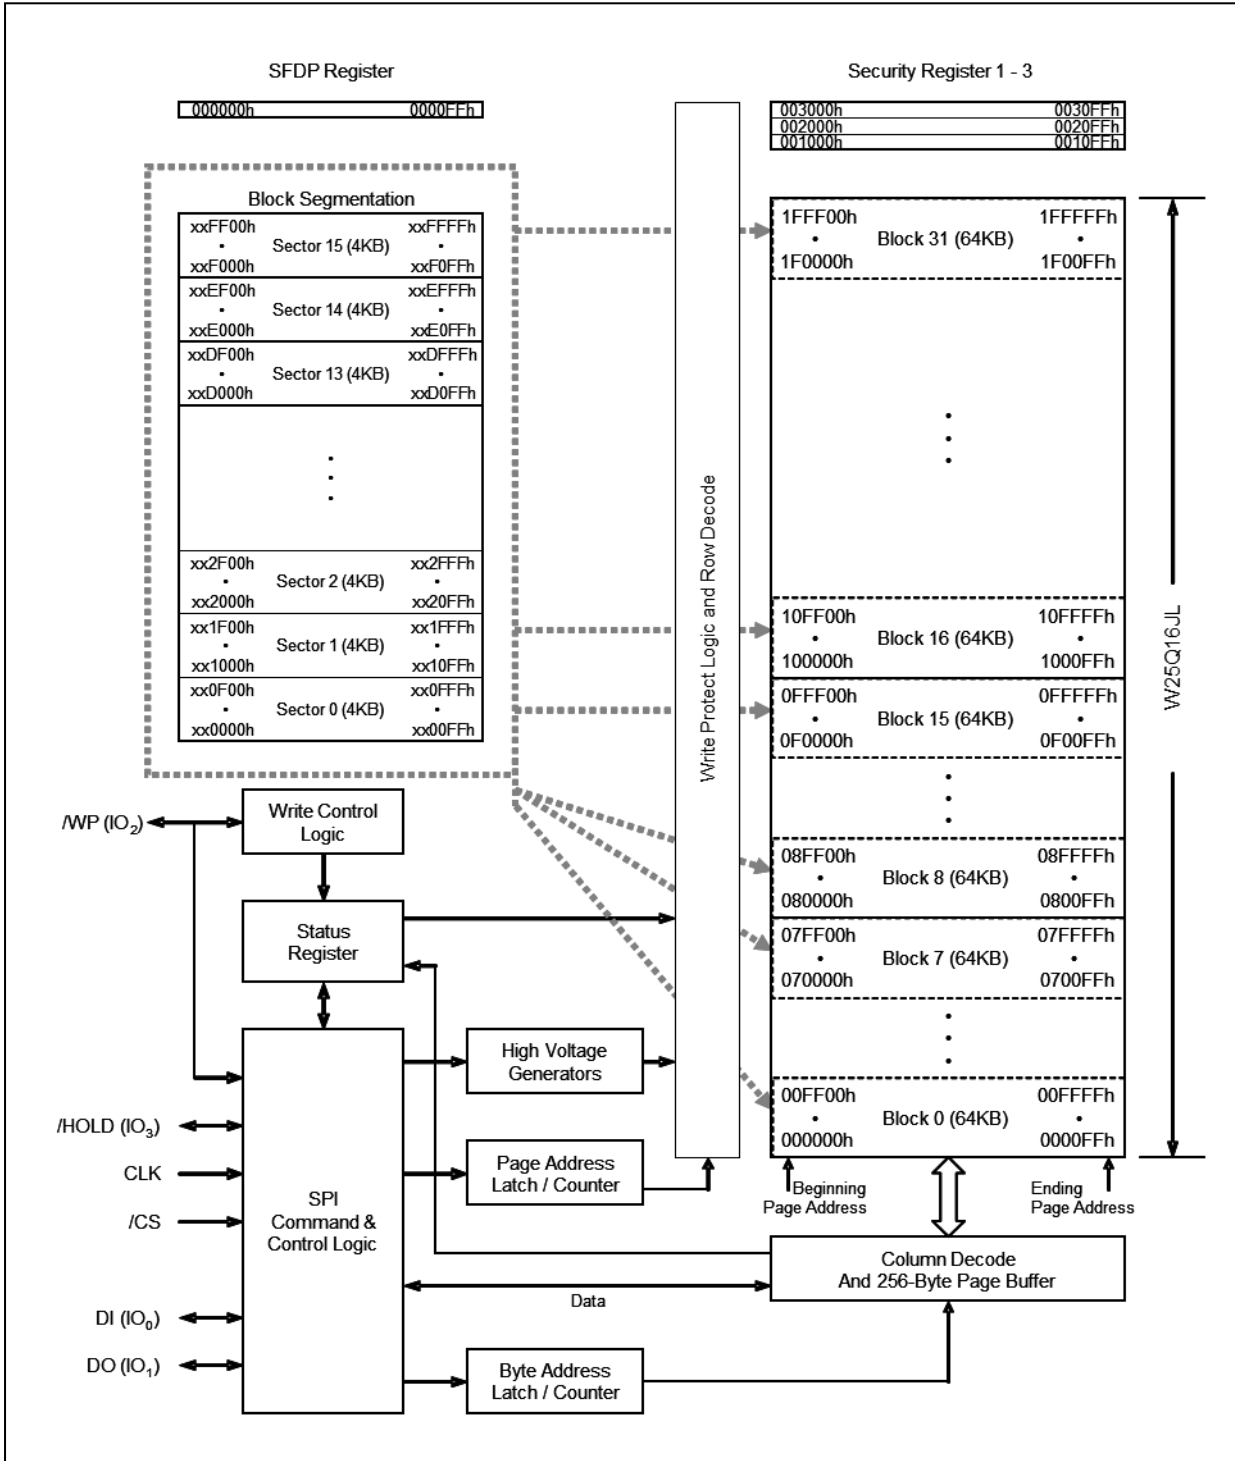 SFDP Register
000000h 0000FFh
Security Register 1 - 3
003000h 0030FFh
002000h 0020FFh
001000h 0010FFh
Block Segmentation
xxFF00h xxFFFFh
Sector 15 (4KB)
xxF000h xxF0FFh
xxEF00h xxEFFFh
Sector 14 (4KB)
xxE000h xxE0FFh
xxDF00h xxDFFFh
Sector 13 (4KB)
xxD000h xxD0FFh
xx2F00h xx2FFFh
Sector 2 (4KB)
xx2000h xx20FFh
xx1F00h xx1FFFh
Sector 1 (4KB)
xx1000h xx10FFh
xx0F00h xx0FFFh
Sector 0 (4KB)
xx0000h xx00FFh
Write Protect Logic and Row Decode
1FFF00h 1FFFFFh
Block 31 (64KB)
1F0000h 1F00FFh
10FF00h 10FFFFh
Block 16 (64KB)
100000h 1000FFh
0FFF00h 0FFFFFh
Block 15 (64KB)
0F0000h 0F00FFh
08FF00h 08FFFFh
Block 8 (64KB)
080000h 0800FFh
07FF00h 07FFFFh
Block 7 (64KB)
070000h 0700FFh
00FF00h 00FFFFh
Block 0 (64KB)
000000h 0000FFh
W25Q16JL
Beginning
Page Address
Ending
Page Address
/WP (IO2)
Write Control
Logic
Status
Register
High Voltage
Generators
/HOLD (IO3)
CLK
/CS
DI (IO0)
DO (IO1)
SPI
Command &
Control Logic
Page Address
Latch / Counter
Column Decode
And 256-Byte Page Buffer
Data
Byte Address
Latch / Counter